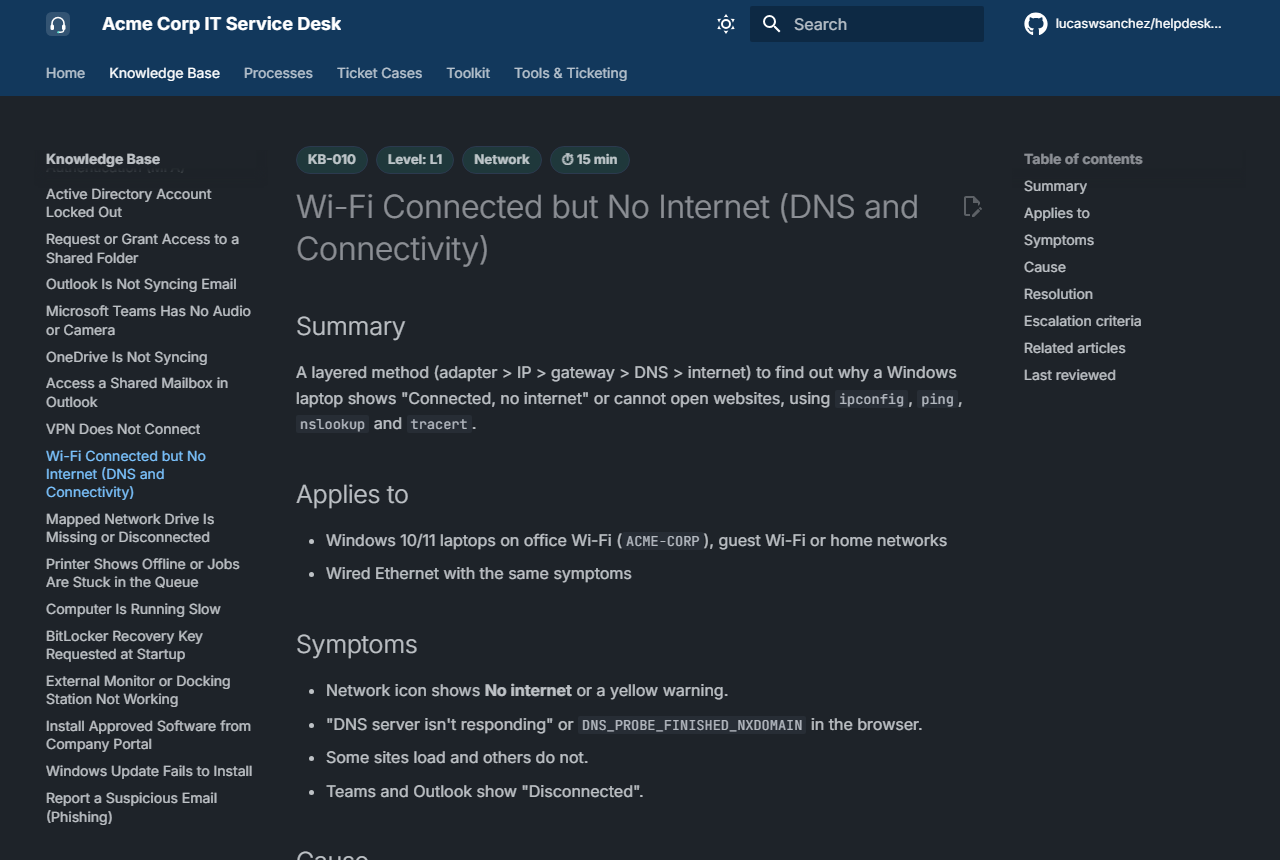 Acme Corp IT Service Desk
Search
lucaswsanchez/helpdesk...
Home
Knowledge Base
Processes
Ticket Cases
Toolkit
Tools & Ticketing
Knowledge Base
Active Directory Account
Locked Out
Request or Grant Access to a
Shared Folder
Outlook Is Not Syncing Email
Microsoft Teams Has No Audio
or Camera
OneDrive Is Not Syncing
Access a Shared Mailbox in
Outlook
VPN Does Not Connect
Wi-Fi Connected but No
Internet (DNS and
Connectivity)
Mapped Network Drive Is
Missing or Disconnected
Printer Shows Offline or Jobs
Are Stuck in the Queue
Computer Is Running Slow
BitLocker Recovery Key
Requested at Startup
External Monitor or Docking
Station Not Working
Install Approved Software from
Company Portal
Windows Update Fails to Install
Report a Suspicious Email
(Phishing)
KB-010
Level: L1
Network
⏱ 15 min
Wi-Fi Connected but No Internet (DNS and
Connectivity)
Summary
A layered method (adapter > IP > gateway > DNS > internet) to find out why a Windows
laptop shows "Connected, no internet" or cannot open websites, using ipconfig, ping,
nslookup and tracert.
Applies to
• Windows 10/11 laptops on office Wi-Fi (ACME-CORP), guest Wi-Fi or home networks
• Wired Ethernet with the same symptoms
Symptoms
• Network icon shows No internet or a yellow warning.
• "DNS server isn't responding" or DNS_PROBE_FINISHED_NXDOMAIN in the browser.
• Some sites load and others do not.
• Teams and Outlook show "Disconnected".
Cause
Table of contents
Summary
Applies to
Symptoms
Cause
Resolution
Escalation criteria
Related articles
Last reviewed